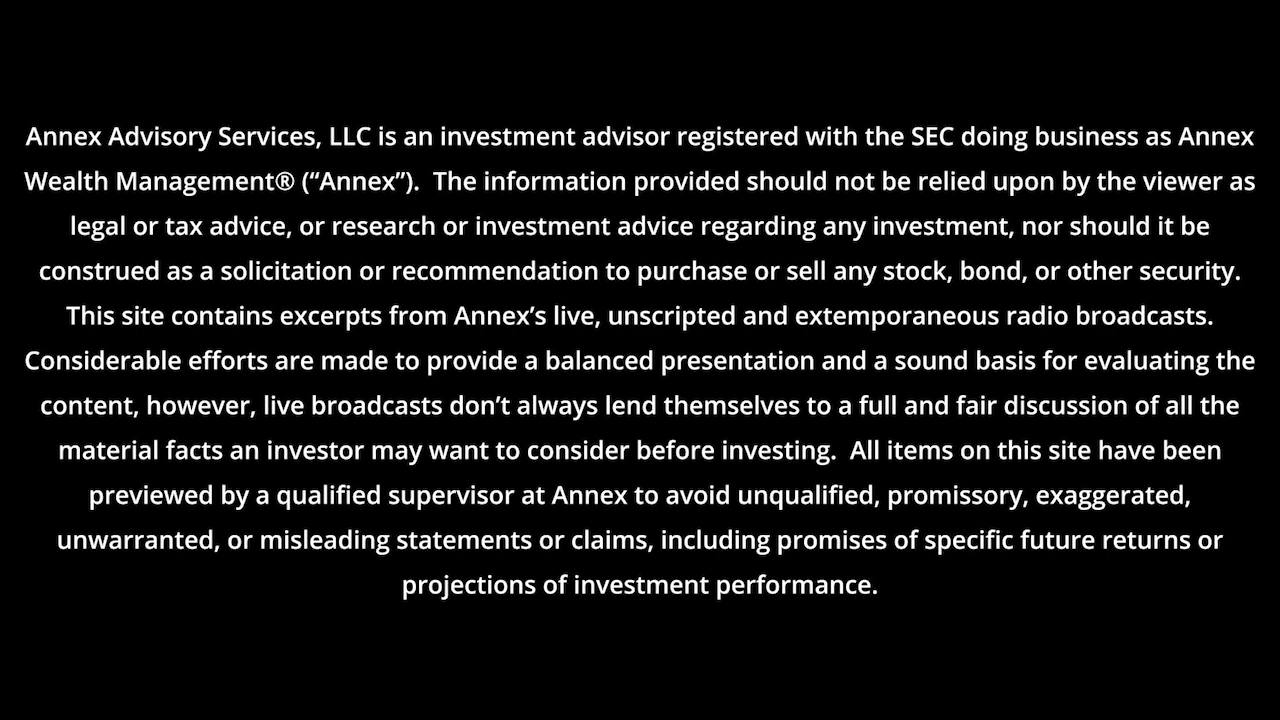 Annex Advisory Services, LLC is an investment advisor registered with the SEC doing business as Annex
Wealth Management® (“Annex”).  The information provided should not be relied upon by the viewer as
legal or tax advice, or research or investment advice regarding any investment, nor should it be
construed as a solicitation or recommendation to purchase or sell any stock, bond, or other security.
This site contains excerpts from Annex’s live, unscripted and extemporaneous radio broadcasts.
Considerable efforts are made to provide a balanced presentation and a sound basis for evaluating the
content, however, live broadcasts don’t always lend themselves to a full and fair discussion of all the
material facts an investor may want to consider before investing.  All items on this site have been
previewed by a qualified supervisor at Annex to avoid unqualified, promissory, exaggerated,
unwarranted, or misleading statements or claims, including promises of specific future returns or
projections of investment performance.